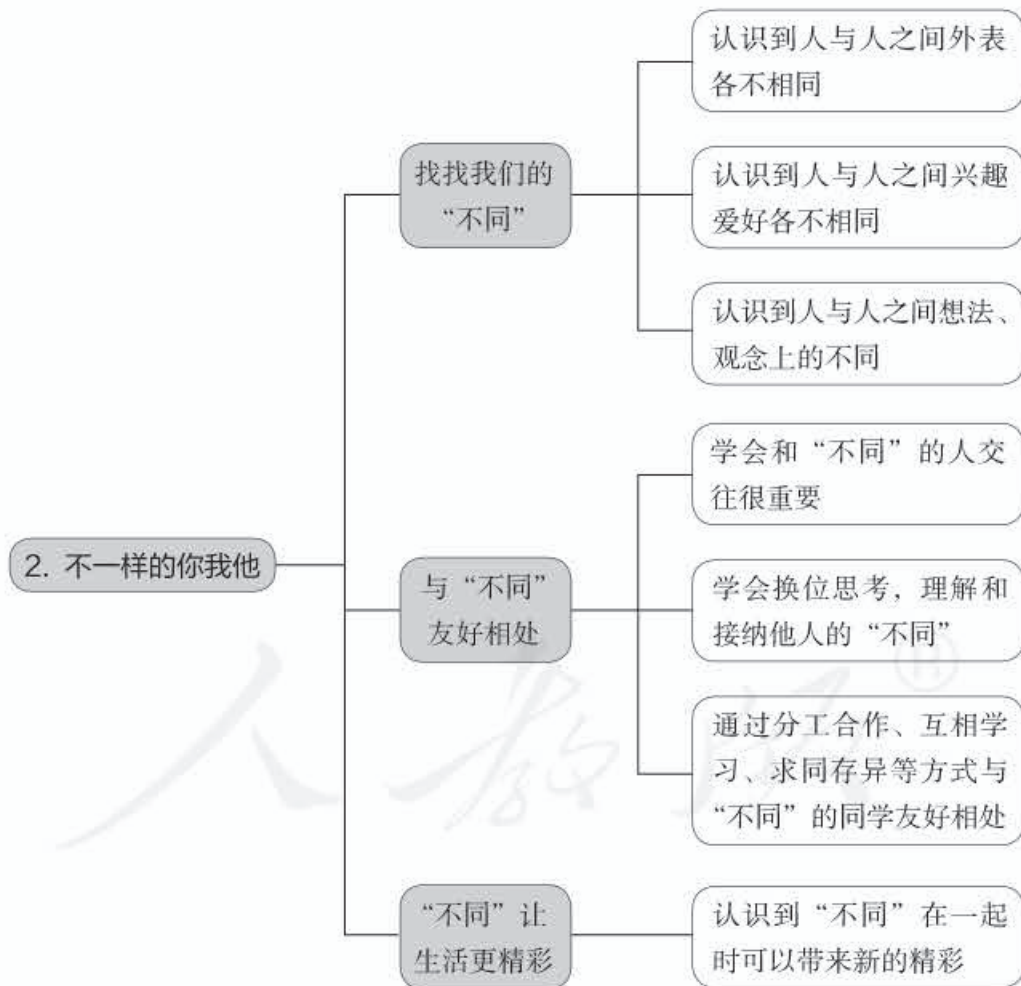 2. 不一样的你我他
找找我们的
“不同”
认识到人与人之间外表
各不相同
认识到人与人之间兴趣
爱好各不相同
认识到人与人之间想法、
观念上的不同
与“不同”
友好相处
学会和“不同”的人交
往很重要
学会换位思考，理解和
接纳他人的“不同”
通过分工合作、互相学
习、求同存异等方式与
“不同”的同学友好相处
“不同”让
生活更精彩
认识到“不同”在一起
时可以带来新的精彩
人教版®